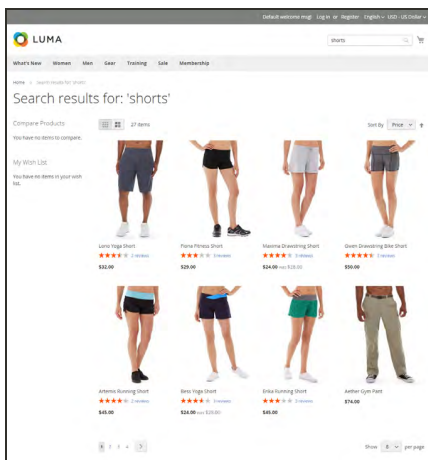 Default welcome msg! Log in or Register English USD - US Dollar
LUMA
shorts
What's New Women Men Gear Training Sale Membership
Home Search results for: 'shorts'
Search results for: 'shorts'
Compare Products
You have no items to compare.
My Wish List
You have no items in your wish
list.
27 items
Sort By Price
Lono Yoga Short
2 reviews
$32.00
Fiona Fitness Short
3 reviews
$29.00
Maxima Drawstring Short
3 reviews
$24.00 was $28.00
Gwen Drawstring Bike Short
3 reviews
$50.00
Artemis Running Short
2 reviews
$45.00
Bess Yoga Short
3 reviews
$24.00
Erika Running Short
3 reviews
$45.00
Aether Gym Pant
$74.00
1 2 3 4
Show 8 per page